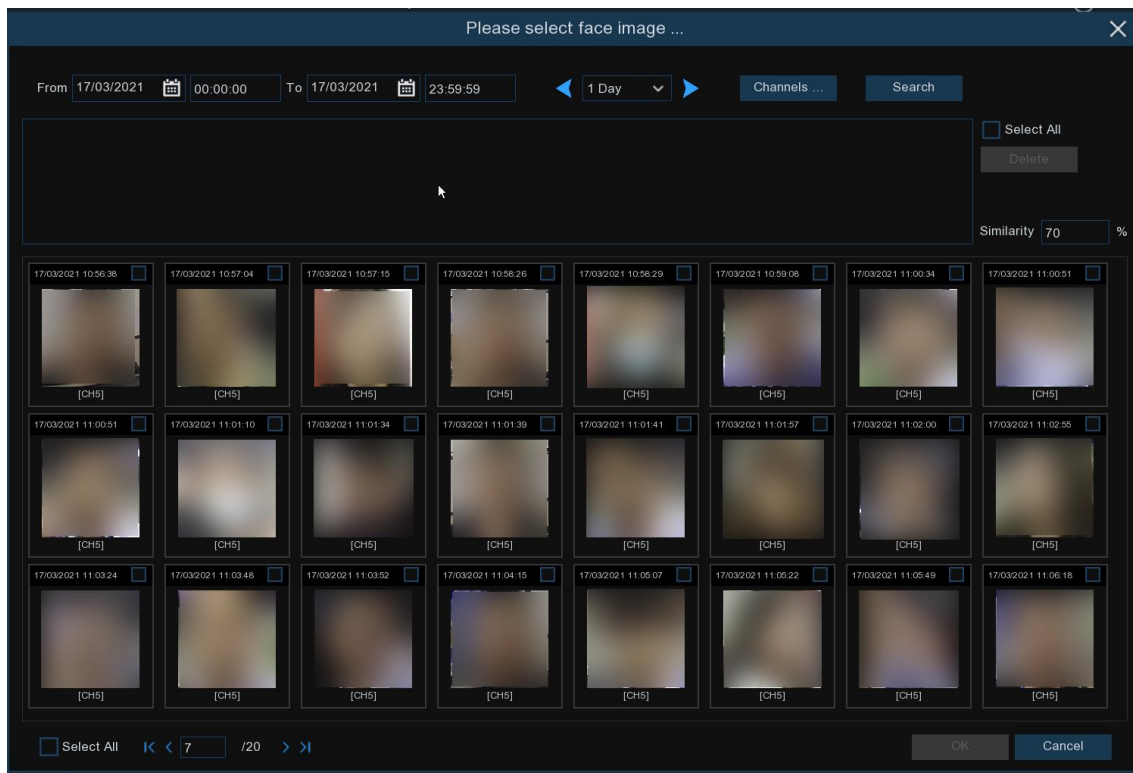 Please select face image ...
From 17/03/2021 00:00:00 To 17/03/2021 23:59:59 1 Day Channels ... Search
Select All
Delete
Similarity 70 %
17/03/2021 10:56:38 17/03/2021 10:57:04 17/03/2021 10:57:15 17/03/2021 10:58:26 17/03/2021 10:58:29 17/03/2021 10:59:08 17/03/2021 11:00:34 17/03/2021 11:00:51
[CH5] [CH5] [CH5] [CH5] [CH5] [CH5] [CH5] [CH5]
17/03/2021 11:00:51 17/03/2021 11:01:10 17/03/2021 11:01:34 17/03/2021 11:01:39 17/03/2021 11:01:41 17/03/2021 11:01:57 17/03/2021 11:02:00 17/03/2021 11:02:55
[CH5] [CH5] [CH5] [CH5] [CH5] [CH5] [CH5] [CH5]
17/03/2021 11:03:24 17/03/2021 11:03:48 17/03/2021 11:03:52 17/03/2021 11:04:15 17/03/2021 11:05:07 17/03/2021 11:05:22 17/03/2021 11:05:49 17/03/2021 11:06:18
[CH5] [CH5] [CH5] [CH5] [CH5] [CH5] [CH5] [CH5]
Select All 7 /20 OK Cancel